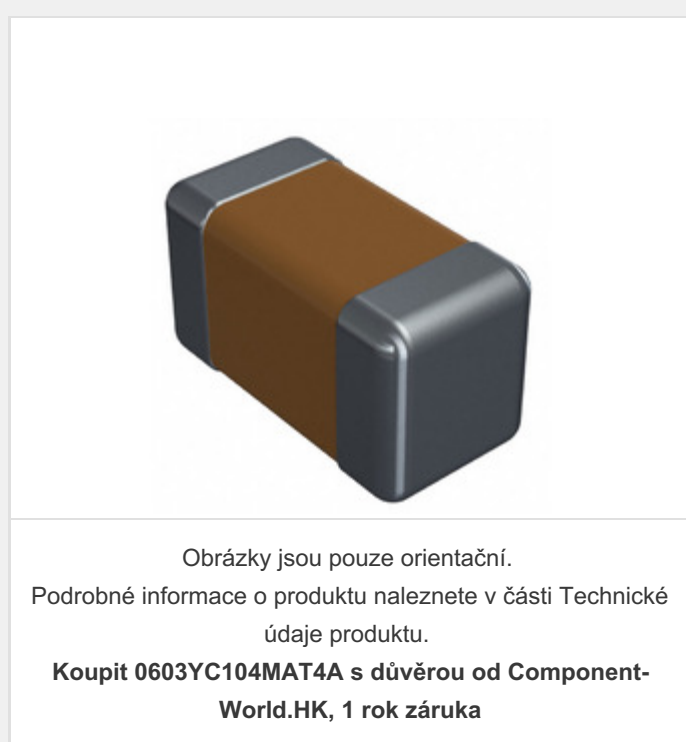 Obrázky jsou pouze orientační.
Podrobné informace o produktu naleznete v části Technické
údaje produktu.
Koupit 0603YC104MAT4A s důvěrou od Component-
World.HK, 1 rok záruka